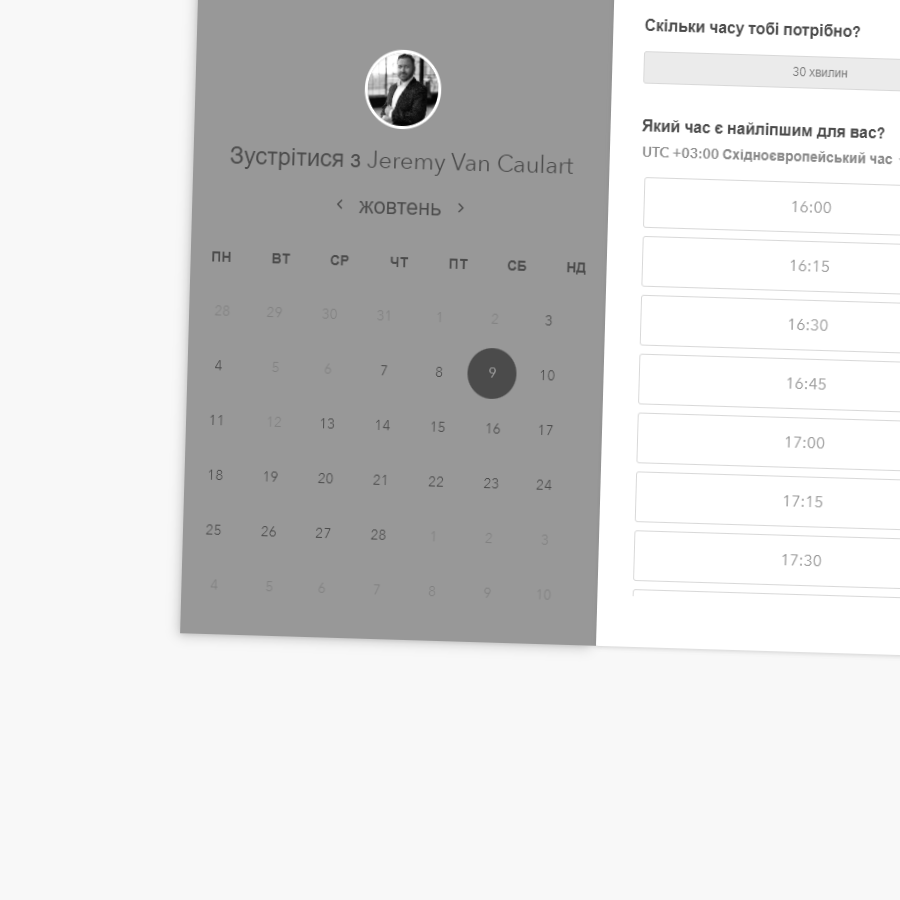 Зустрітися з Jeremy Van Caulart
‹ жовтень ›
ПН ВТ СР ЧТ ПТ СБ НД
28 29 30 31 1 2 3
4 5 6 7 8 9 10
11 12 13 14 15 16 17
18 19 20 21 22 23 24
25 26 27 28 1 2 3
4 5 6 7 8 9 10
Скільки часу тобі потрібно?
30 хвилин
Який час є найліпшим для вас?
UTC +03:00 Східноєвропейський час
16:00
16:15
16:30
16:45
17:00
17:15
17:30